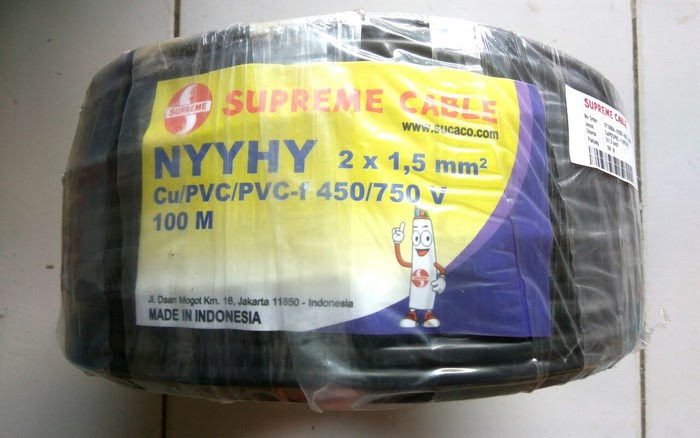 SUPREME
SUPREME CABLE
www.sucaco.com
NYYHY 2 x 1,5 mm²
Cu/PVC/PVC-f 450/750 V
100 M
Jl. Daan Mogot Km. 16, Jakarta 11850 - Indonesia
MADE IN INDONESIA
SUPREME CABLE